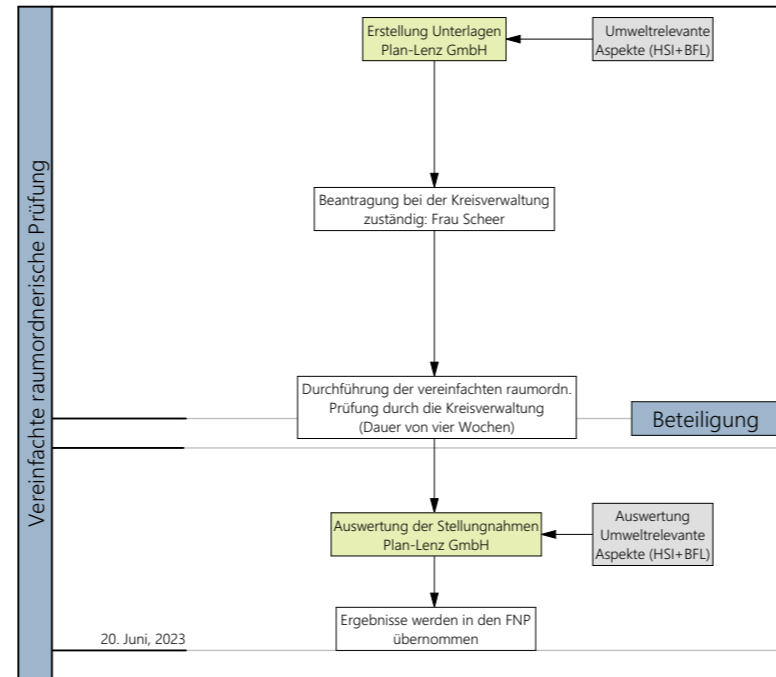 Vereinfachte raumordnerische Prüfung
Erstellung Unterlagen
Plan-Lenz GmbH
Umweltrelevante
Aspekte (HSI+BFL)
Beantragung bei der Kreisverwaltung
zuständig: Frau Scheer
Durchführung der vereinfachten raumordn.
Prüfung durch die Kreisverwaltung
(Dauer von vier Wochen)
Beteiligung
Auswertung der Stellungnahmen
Plan-Lenz GmbH
Auswertung
Umweltrelevante
Aspekte (HSI+BFL)
Ergebnisse werden in den FNP
übernommen
20. Juni, 2023